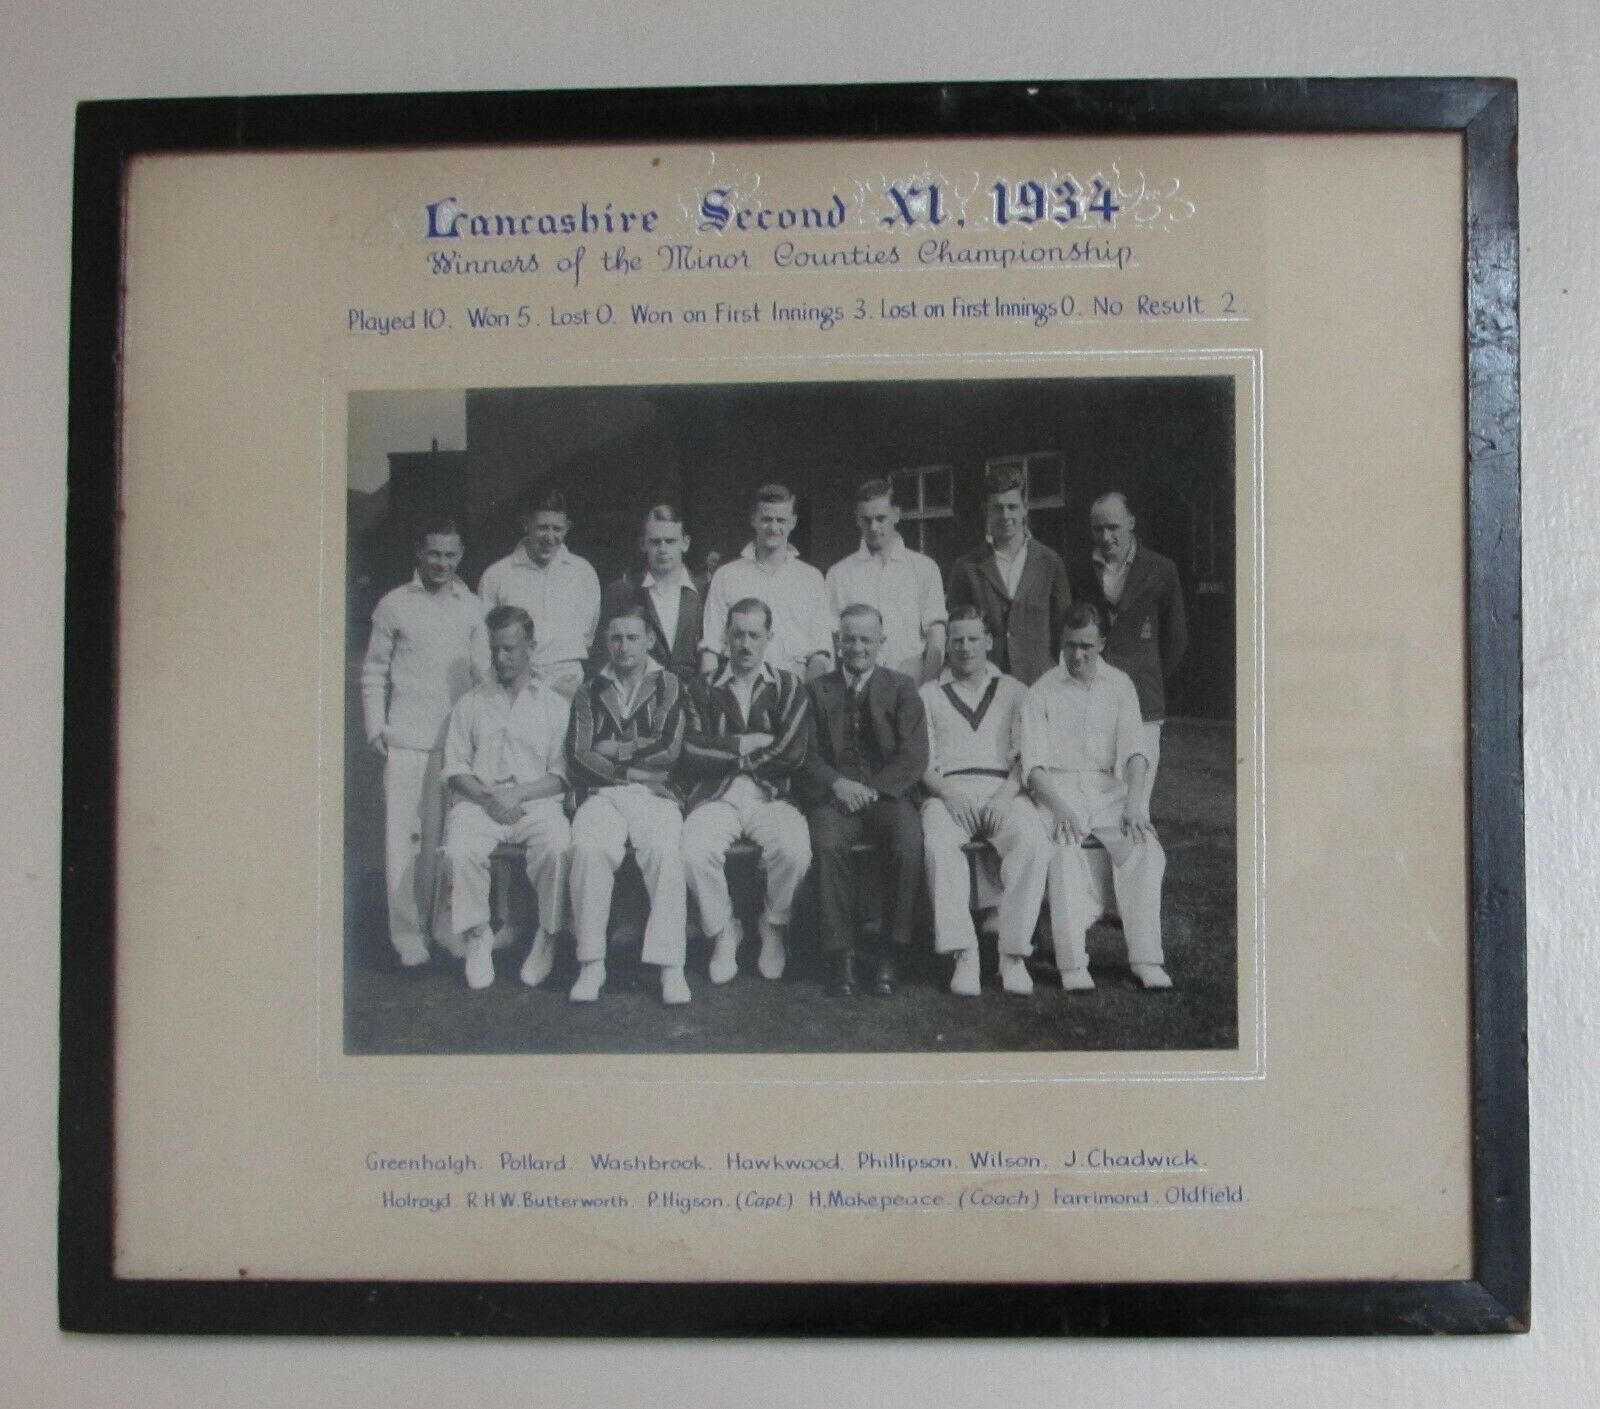 Lancashire Second XI. 1934
Winners of the Minor Counties Championship
Played 10. Won 5. Lost 0. Won on First Innings 3. Lost on First Innings 0. No Result 2.
Greenhalgh. Pollard. Washbrook. Hawkwood. Phillipson. Wilson. J. Chadwick.
Holroyd. R.H.W. Butterworth. P. Higson. (Capt.) H. Makepeace. (Coach) Farrimond. Oldfield.